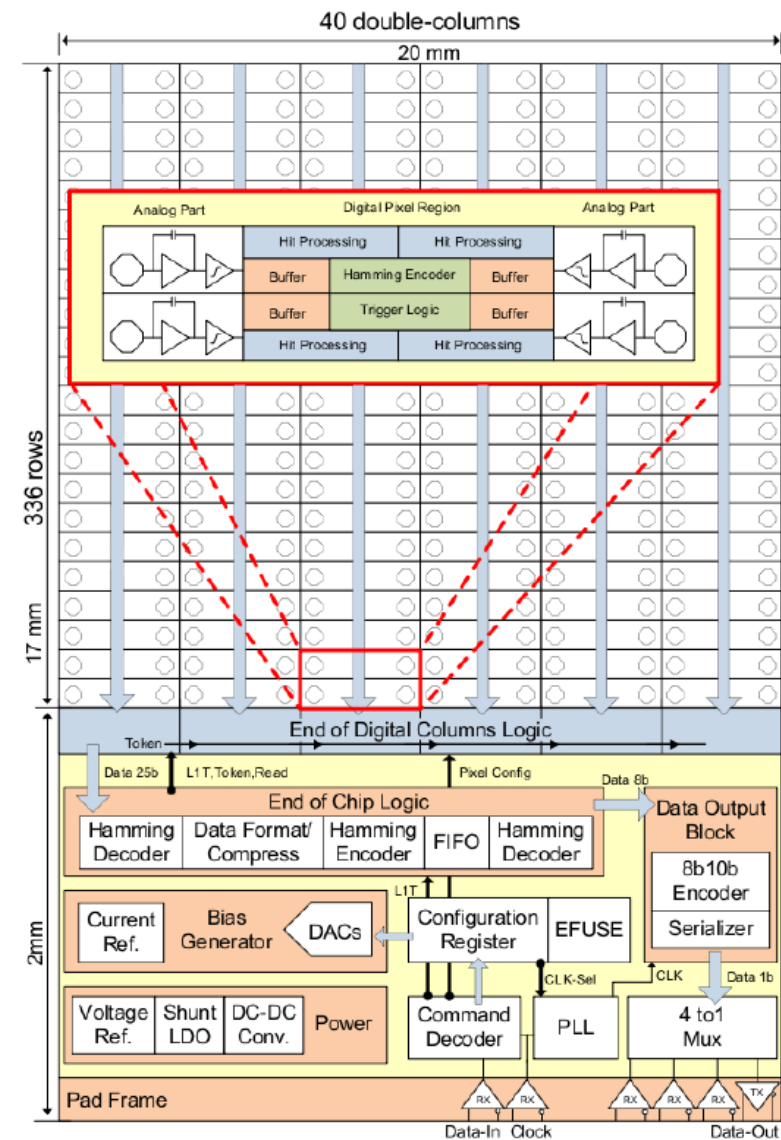 40 double-columns
20 mm
336 rows
17 mm
Analog Part
Digital Pixel Region
Analog Part
Hit Processing
Hit Processing
Buffer
Hamming Encoder
Buffer
Buffer
Trigger Logic
Buffer
Hit Processing
Hit Processing
2mm
End of Digital Columns Logic
Token
Data 25b
L1T,Token,Read
Pixel Config
Data 8b
End of Chip Logic
Hamming
Decoder
Data Format/
Compress
Hamming
Encoder
FIFO
Hamming
Decoder
Data Output
Block
8b10b
Encoder
Serializer
L1T
Current
Ref.
Bias
Generator
DACs
Configuration
Register
EFUSE
CLK-Sel
CLK
Data 1b
Voltage
Ref.
Shunt
LDO
DC-DC
Conv.
Power
Command
Decoder
PLL
4 to1
Mux
Pad Frame
RX
RX
RX
RX
RX
TX
Data-In
Clock
Data-Out